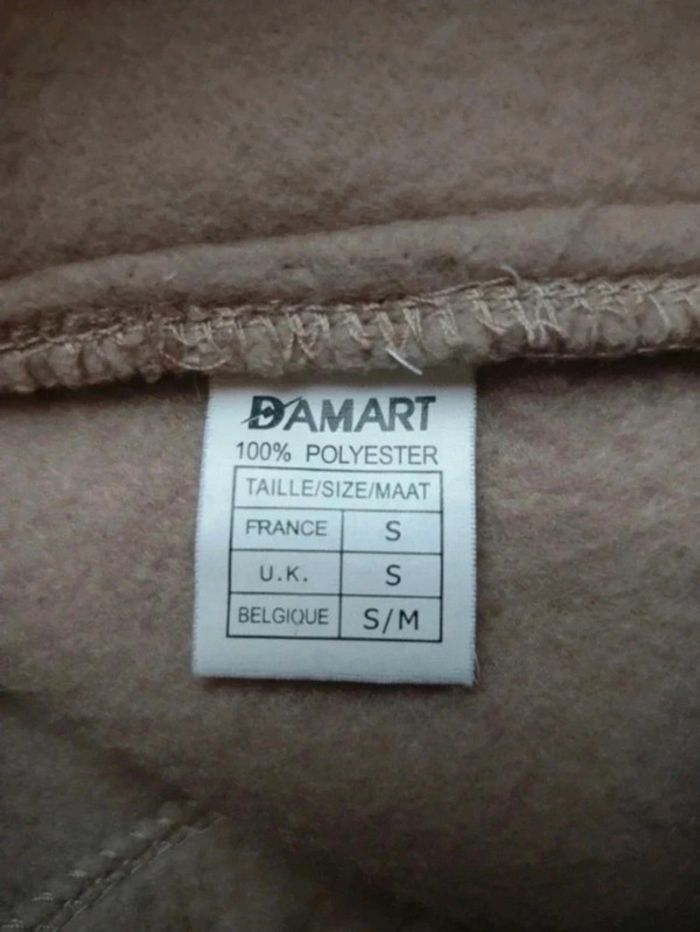 DAMART
100% POLYESTER
TAILLE/SIZE/MAAT
FRANCE S
U.K. S
BELGIQUE S/M